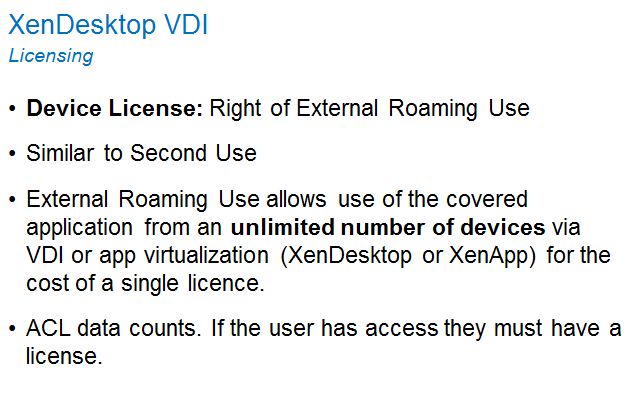 XenDesktop VDI
Licensing
• Device License: Right of External Roaming Use
• Similar to Second Use
• External Roaming Use allows use of the covered
application from an unlimited number of devices via
VDI or app virtualization (XenDesktop or XenApp) for the
cost of a single licence.
• ACL data counts. If the user has access they must have a
license.